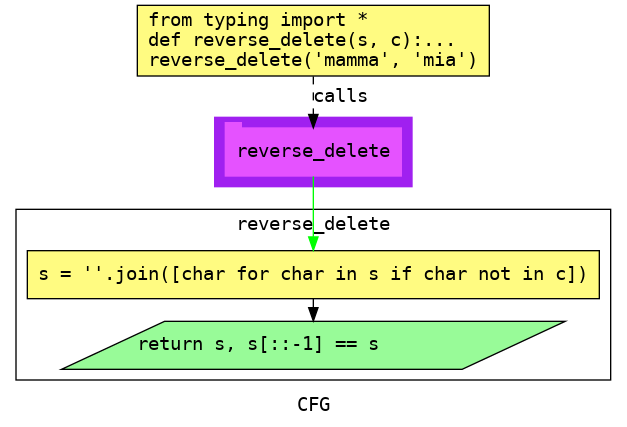 from typing import *
def reverse_delete(s, c):...
reverse_delete('mamma', 'mia')
calls
reverse_delete
reverse_delete
s = ''.join([char for char in s if char not in c])
return s, s[::-1] == s
CFG